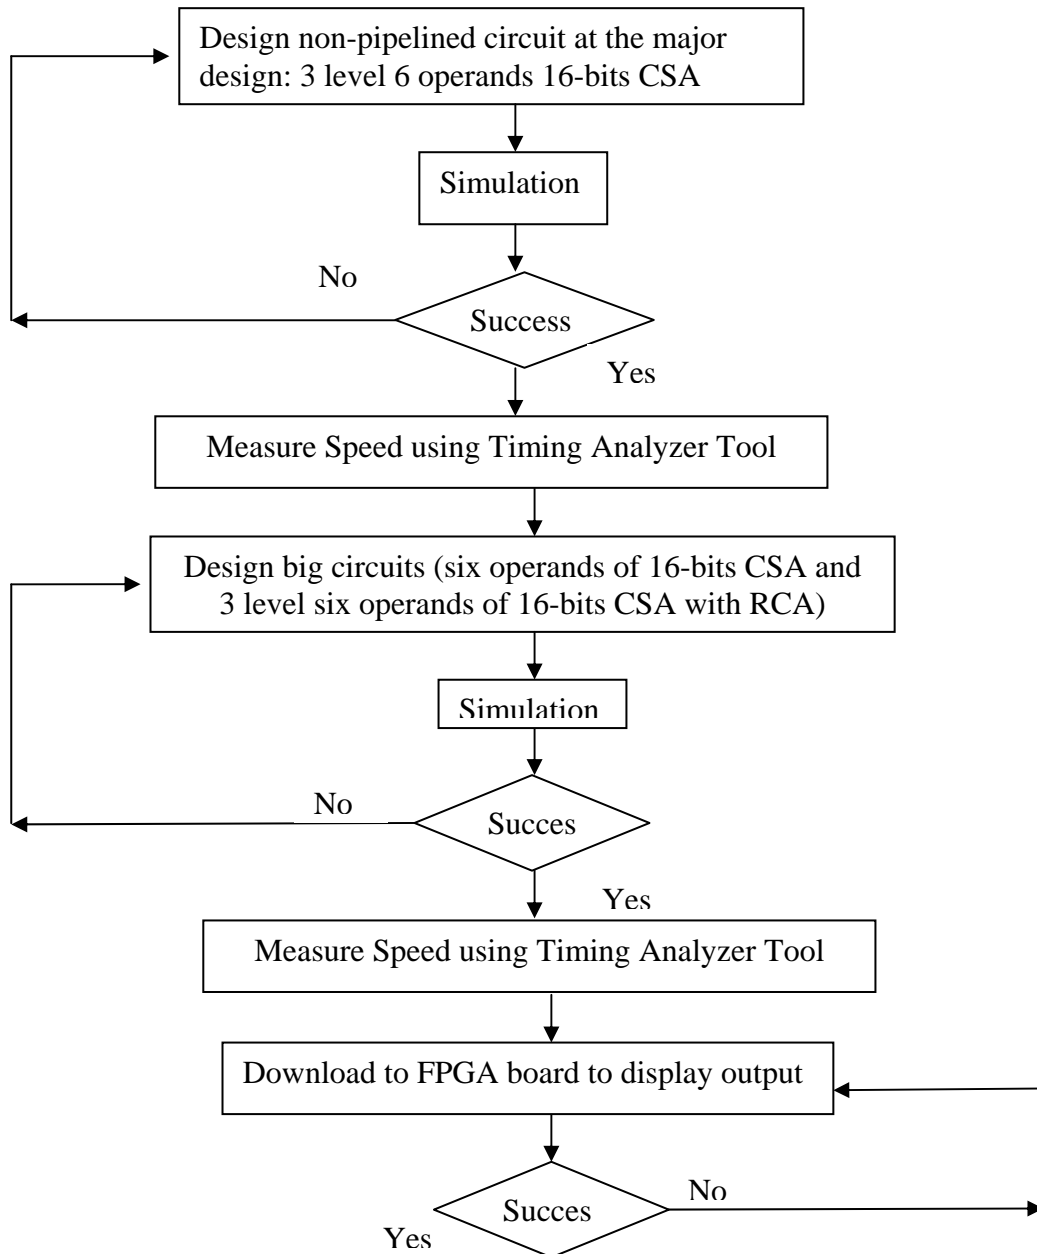 Design non-pipelined circuit at the major
design: 3 level 6 operands 16-bits CSA
Simulation
No
Success
Yes
Measure Speed using Timing Analyzer Tool
Design big circuits (six operands of 16-bits CSA and
3 level six operands of 16-bits CSA with RCA)
Simulation
No
Succes
Yes
Measure Speed using Timing Analyzer Tool
Download to FPGA board to display output
No
Succes
Yes